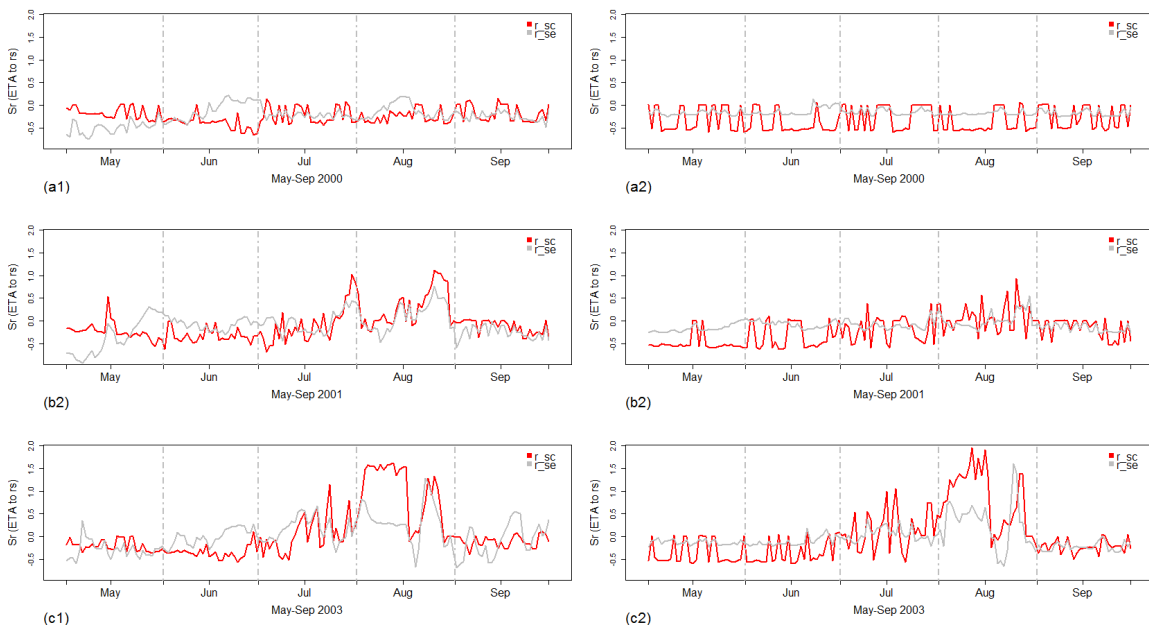 Sr (ETA to rs)
2.0
1.5
1.0
0.5
0.0
-0.5
r_sc
r_se
May Jun Jul Aug Sep
May-Sep 2000
(a1)
Sr (ETA to rs)
2.0
1.5
1.0
0.5
0.0
-0.5
r_sc
r_se
May Jun Jul Aug Sep
May-Sep 2000
(a2)
Sr (ETA to rs)
2.0
1.5
1.0
0.5
0.0
-0.5
r_sc
r_se
May Jun Jul Aug Sep
May-Sep 2001
(b2)
Sr (ETA to rs)
2.0
1.5
1.0
0.5
0.0
-0.5
r_sc
r_se
May Jun Jul Aug Sep
May-Sep 2001
(b2)
Sr (ETA to rs)
2.0
1.5
1.0
0.5
0.0
-0.5
r_sc
r_se
May Jun Jul Aug Sep
May-Sep 2003
(c1)
Sr (ETA to rs)
2.0
1.5
1.0
0.5
0.0
-0.5
r_sc
r_se
May Jun Jul Aug Sep
May-Sep 2003
(c2)